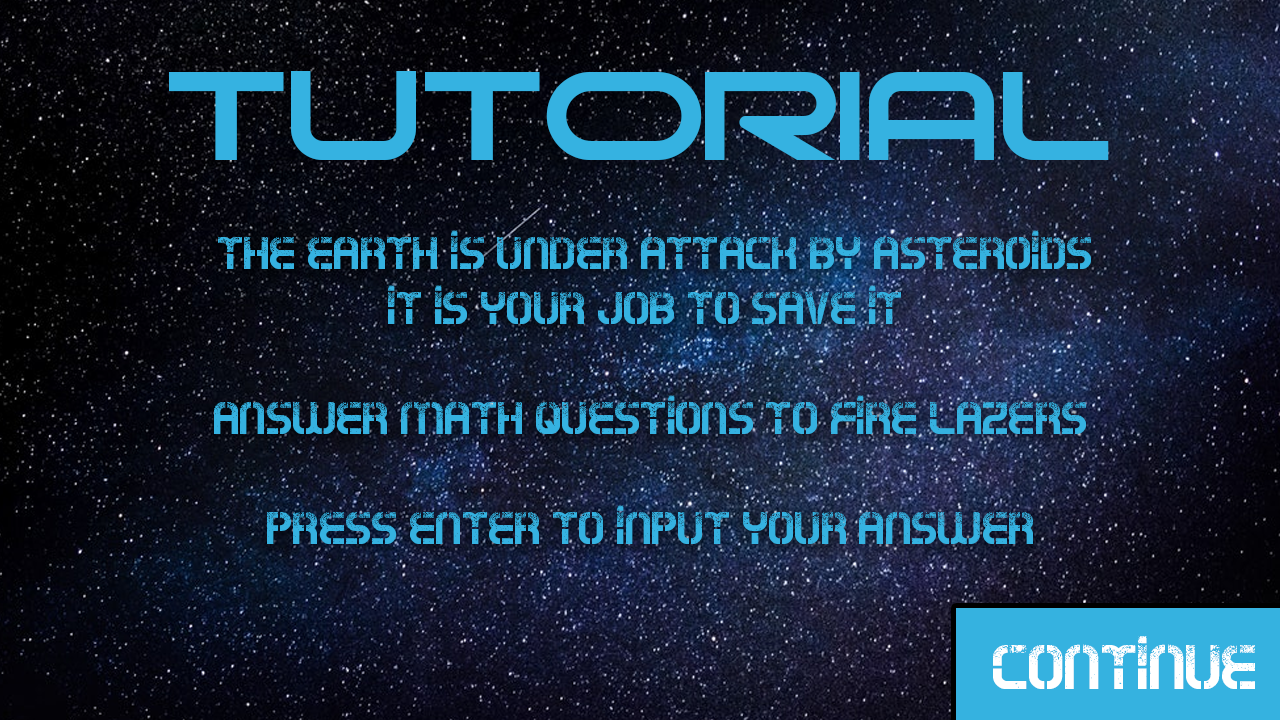 TUTORIAL
THE EARTH IS UNDER ATTACK BY ASTEROIDS
IT IS YOUR JOB TO SAVE IT
ANSWER MATH QUESTIONS TO FIRE LAZERS
PRESS ENTER TO INPUT YOUR ANSWER
CONTINUE